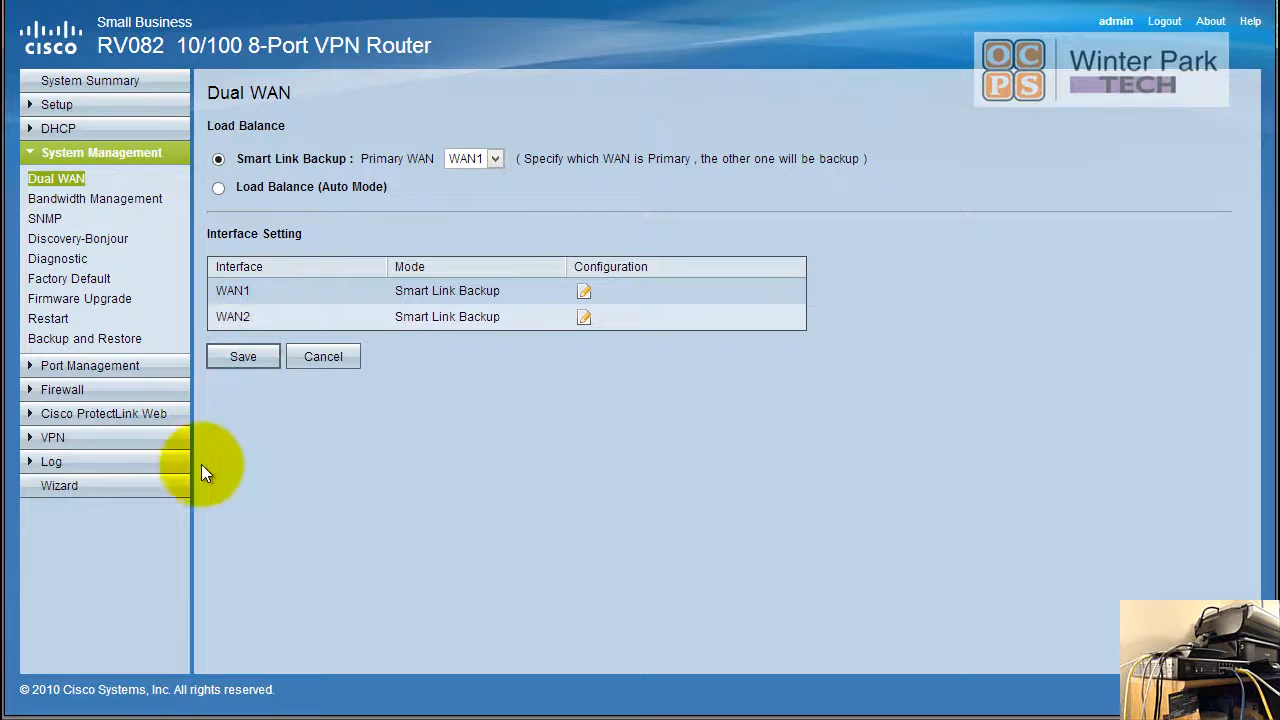 Small Business
admin Logout About Help
CISCO
RV082 10/100 8-Port VPN Router
OC
PS
Winter Park
TECH
System Summary
Setup
DHCP
System Management
Dual WAN
Bandwidth Management
SNMP
Discovery-Bonjour
Diagnostic
Factory Default
Firmware Upgrade
Restart
Backup and Restore
Port Management
Firewall
Cisco ProtectLink Web
VPN
Log
Wizard
Dual WAN
Load Balance
Smart Link Backup : Primary WAN WAN1 ( Specify which WAN is Primary , the other one will be backup )
Load Balance (Auto Mode)
Interface Setting
Interface Mode Configuration
WAN1 Smart Link Backup
WAN2 Smart Link Backup
Save Cancel
© 2010 Cisco Systems, Inc. All rights reserved.